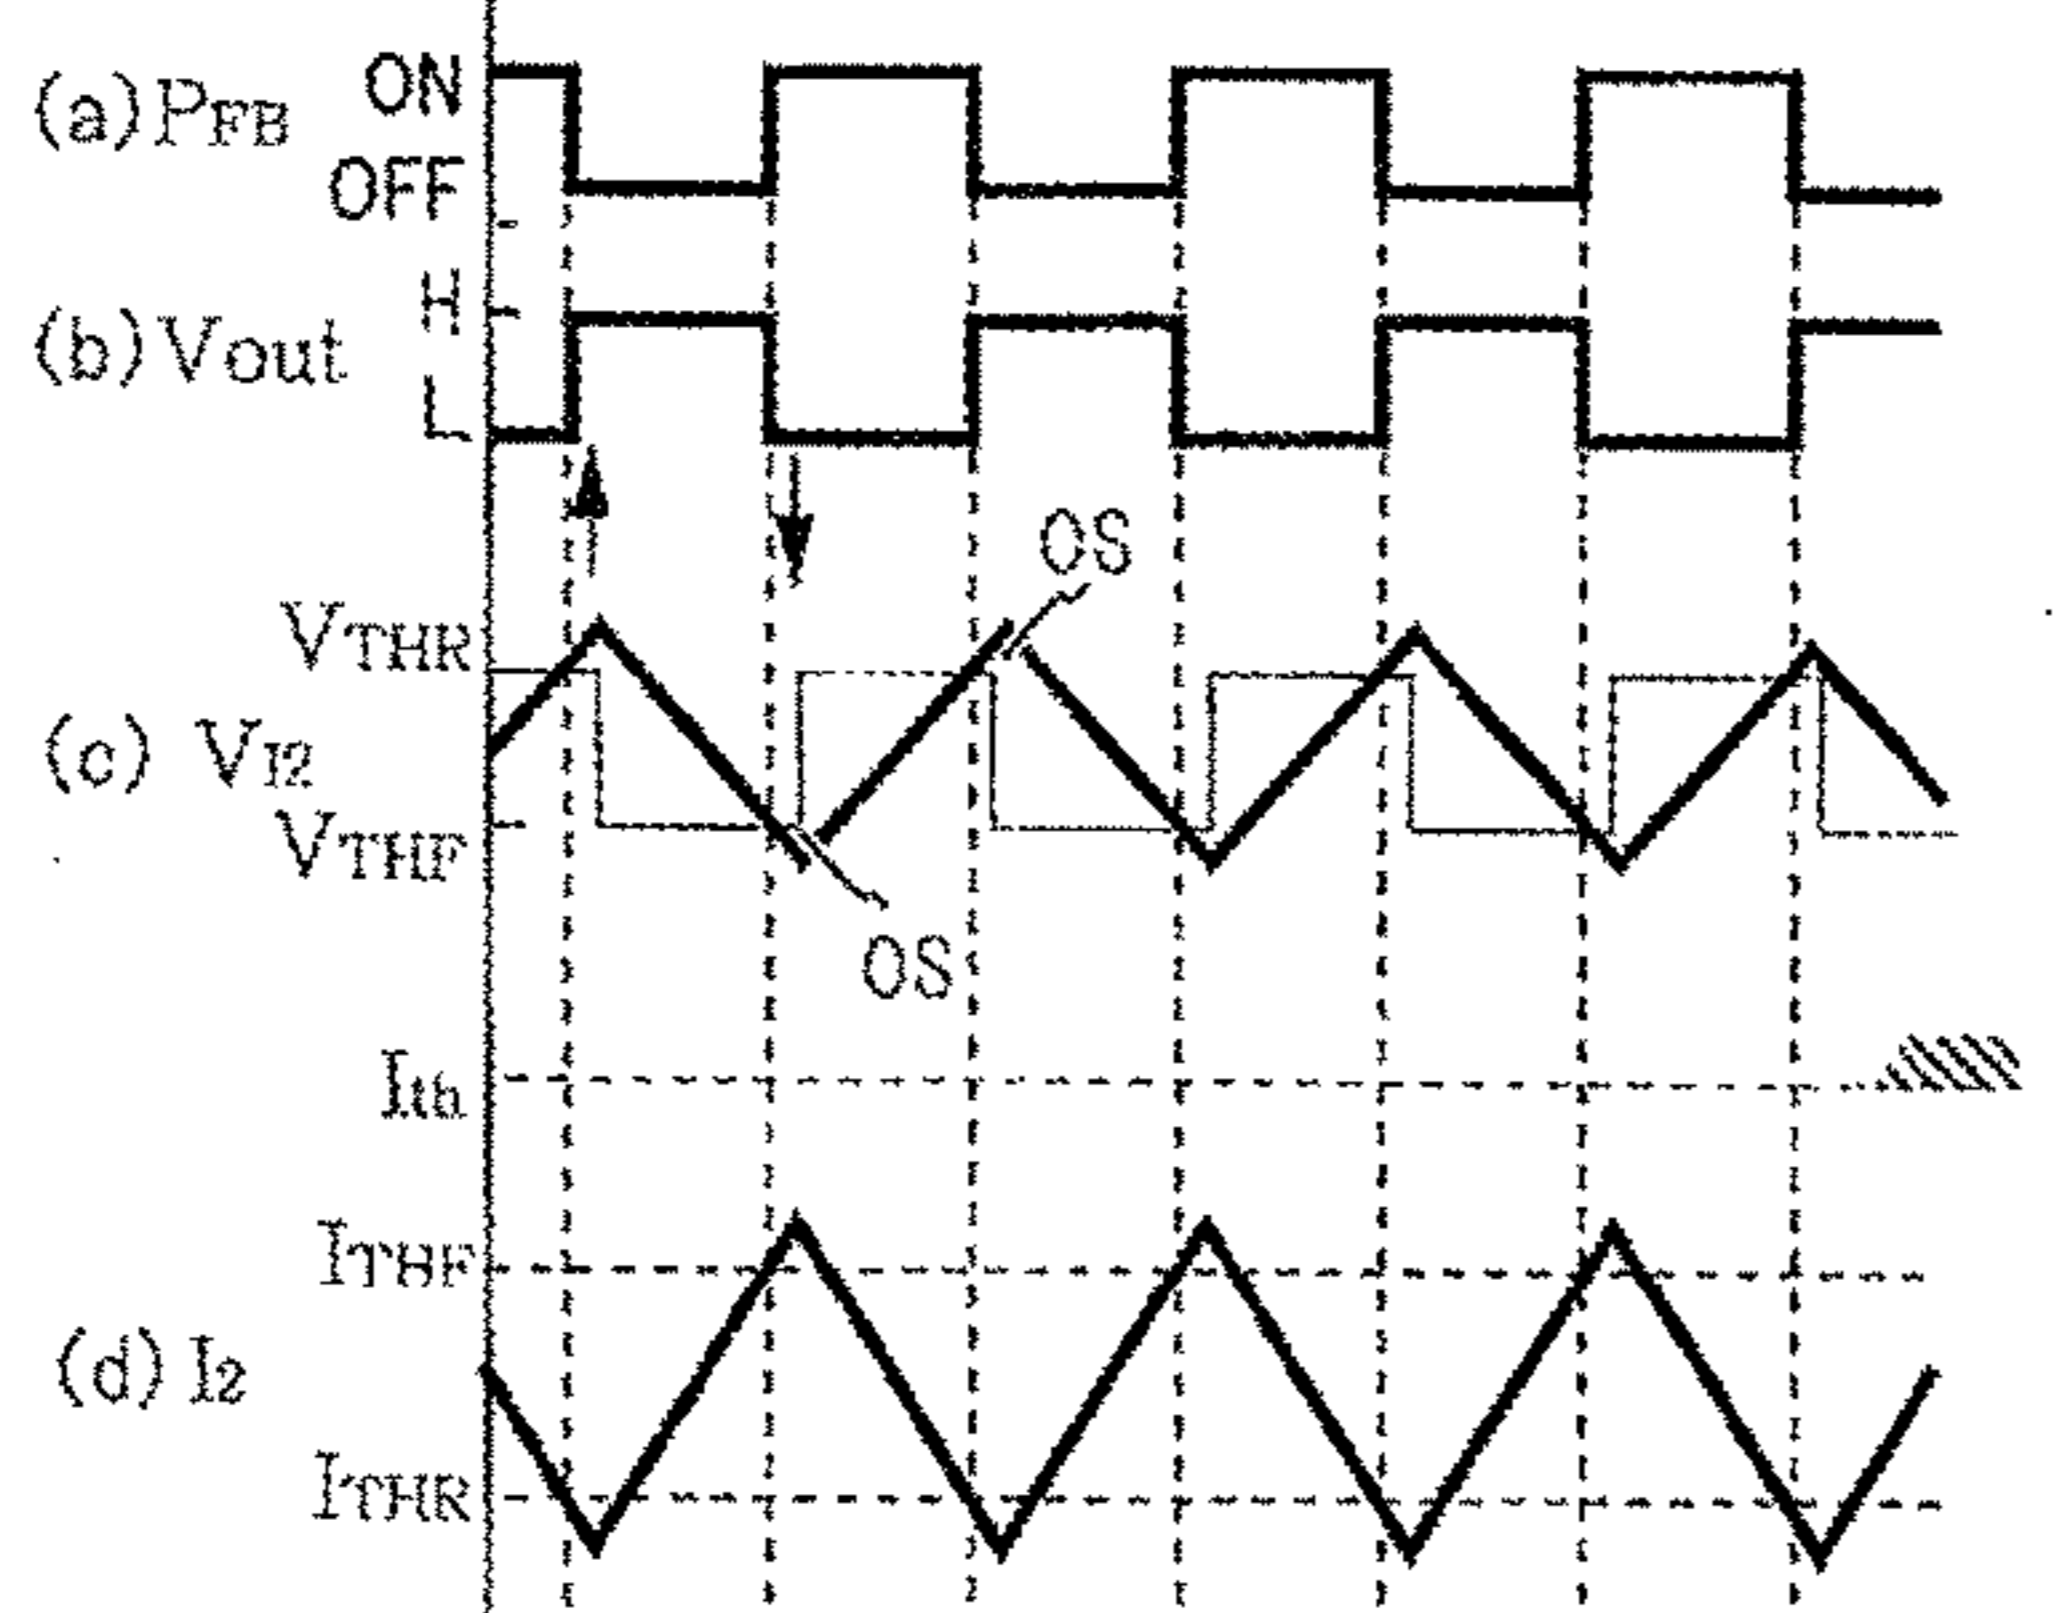 (a) PFB
ON
OFF
(b) Vout
H
L
OS
VTHR
(c) VI2
VTHF
OS
Ith
ITHF
(d) I2
ITHR